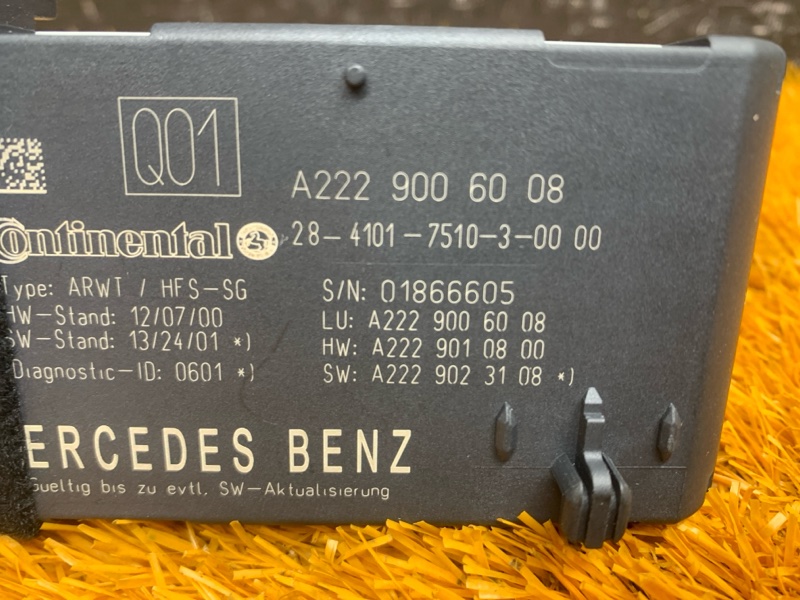 Q01
A222 900 60 08
Continental
28-4101-7510-3-00 00
Type: ARWT / HFS-SG
HW-Stand: 12/07/00
SW-Stand: 13/24/01 *)
Diagnostic-ID: 0601 *)
S/N: 01866605
LU: A222 900 60 08
HW: A222 901 08 00
SW: A222 902 31 08 *)
ERCEDES BENZ
Gueltig bis zu evtl. SW-Aktualisierung